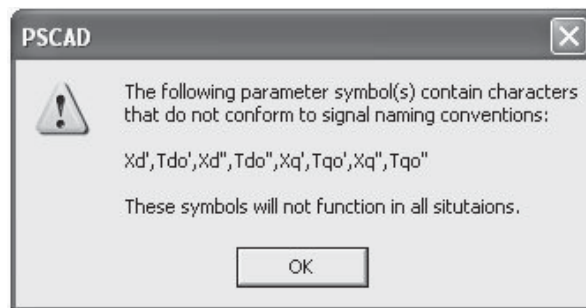 PSCAD
The following parameter symbol(s) contain characters
that do not conform to signal naming conventions:
Xd',Tdo',Xd",Tdo",Xq',Tqo',Xq",Tqo"
These symbols will not function in all situtaions.
OK